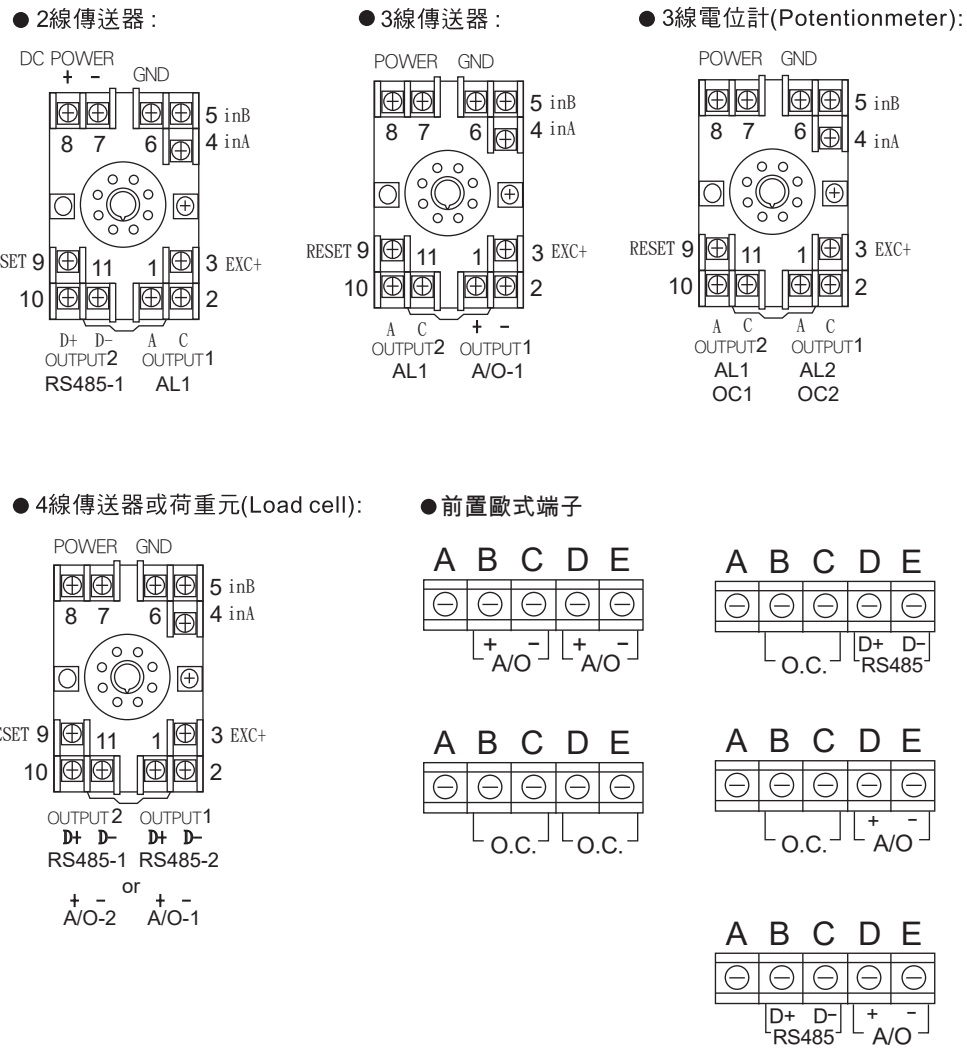 ● 2線傳送器 :
DC POWER
+ - GND
5 inB
8 7 6 4 inA
SET 9 11 1 3 EXC+
10 2
D+ D- A C
OUTPUT2 OUTPUT1
RS485-1 AL1
● 3線傳送器 :
POWER GND
5 inB
8 7 6 4 inA
RESET 9 11 1 3 EXC+
10 2
A C + -
OUTPUT2 OUTPUT1
AL1 A/O-1
● 3線電位計(Potentionmeter):
POWER GND
5 inB
8 7 6 4 inA
RESET 9 11 1 3 EXC+
10 2
A C A C
OUTPUT2 OUTPUT1
AL1 AL2
OC1 OC2
● 4線傳送器或荷重元(Load cell):
POWER GND
5 inB
8 7 6 4 inA
ESET 9 11 1 3 EXC+
10 2
OUTPUT2 OUTPUT1
D+ D- D+ D-
RS485-1 RS485-2
or
+ - + -
A/O-2 A/O-1
●前置歐式端子
A B C D E
+ - + -
A/O A/O
A B C D E
D+ D-
O.C. RS485
A B C D E
O.C. O.C.
A B C D E
+ -
O.C. A/O
A B C D E
D+ D- + -
RS485 A/O